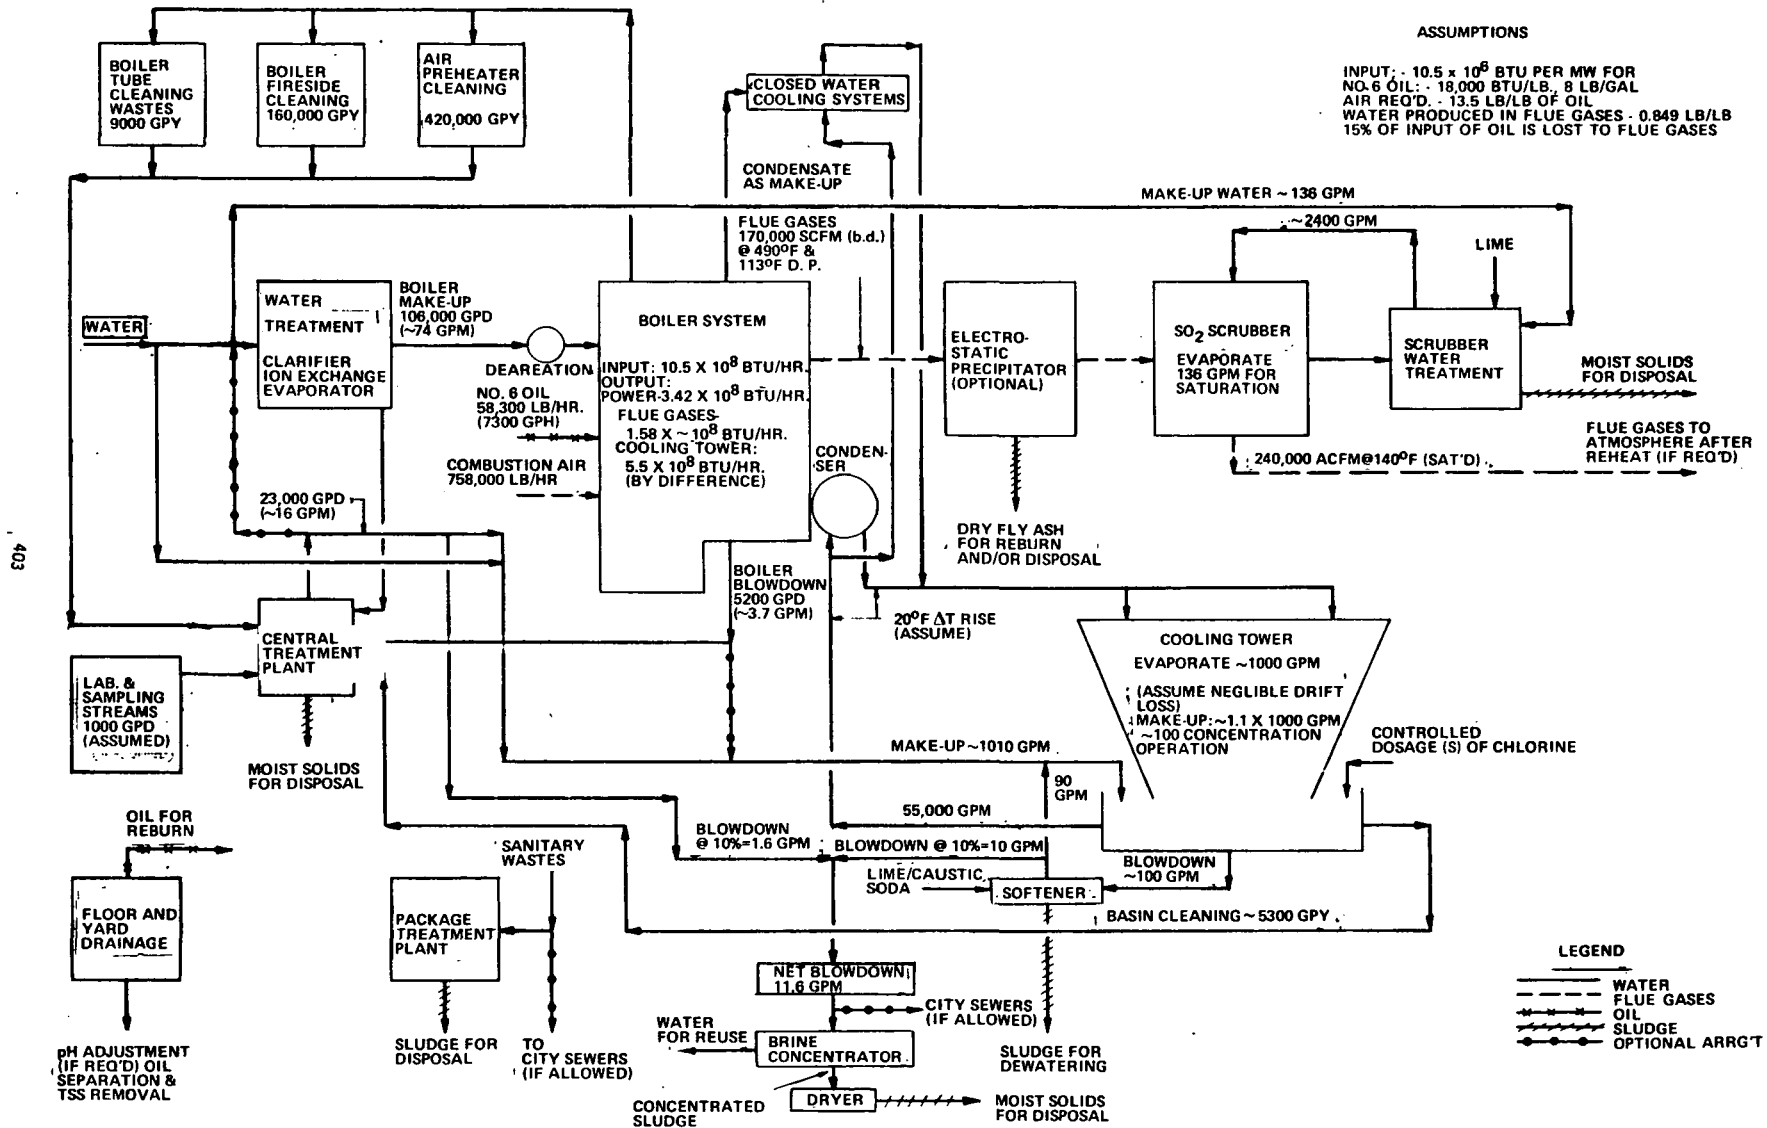 ASSUMPTIONS
INPUT; - 10.5 x 10⁶ BTU PER MW FOR
NO.6 OIL: - 18,000 BTU/LB., 8 LB/GAL
AIR REQ'D. - 13.5 LB/LB OF OIL
WATER PRODUCED IN FLUE GASES - 0.849 LB/LB
15% OF INPUT OF OIL IS LOST TO FLUE GASES
BOILER
TUBE
CLEANING
WASTES
9000 GPY
BOILER
FIRESIDE
CLEANING
160,000 GPY
AIR
PREHEATER
CLEANING
420,000 GPY
CLOSED WATER
COOLING SYSTEMS
CONDENSATE
AS MAKE-UP
MAKE-UP WATER ~ 136 GPM
FLUE GASES
170,000 SCFM (b.d.)
@ 490°F &
113°F D. P.
~2400 GPM
LIME
WATER
WATER
TREATMENT
CLARIFIER
ION EXCHANGE
EVAPORATOR
BOILER
MAKE-UP
106,000 GPD
(~74 GPM)
DEAREATION
NO. 6 OIL
58,300 LB/HR.
(7300 GPH)
COMBUSTION AIR
758,000 LB/HR
BOILER SYSTEM
INPUT: 10.5 X 10⁸ BTU/HR.
OUTPUT:
POWER-3.42 X 10⁸ BTU/HR.
FLUE GASES-
1.58 X ~ 10⁸ BTU/HR.
COOLING TOWER:
5.5 X 10⁸ BTU/HR.
(BY DIFFERENCE)
CONDEN-
SER
ELECTRO-
STATIC
PRECIPITATOR
(OPTIONAL)
SO₂ SCRUBBER
EVAPORATE
136 GPM FOR
SATURATION
SCRUBBER
WATER
TREATMENT
MOIST SOLIDS
FOR DISPOSAL
FLUE GASES TO
ATMOSPHERE AFTER
REHEAT (IF REQ'D)
240,000 ACFM@140°F (SAT'D)
23,000 GPD
(~16 GPM)
DRY FLY ASH
FOR REBURN
AND/OR DISPOSAL
403
BOILER
BLOWDOWN
5200 GPD
(~3.7 GPM)
20°F ΔT RISE
(ASSUME)
CENTRAL
TREATMENT
PLANT
LAB. &
SAMPLING
STREAMS
1000 GPD
(ASSUMED)
MOIST SOLIDS
FOR DISPOSAL
COOLING TOWER
EVAPORATE ~1000 GPM
(ASSUME NEGLIBLE DRIFT
LOSS)
MAKE-UP: ~1.1 X 1000 GPM
~100 CONCENTRATION
OPERATION
CONTROLLED
DOSAGE (S) OF CHLORINE
MAKE-UP ~1010 GPM
90
GPM
55,000 GPM
OIL FOR
REBURN
SANITARY
WASTES
BLOWDOWN
@ 10%=1.6 GPM
BLOWDOWN @ 10%=10 GPM
BLOWDOWN
~100 GPM
LIME/CAUSTIC
SODA
SOFTENER
BASIN CLEANING ~ 5300 GPY
FLOOR AND
YARD
DRAINAGE
PACKAGE
TREATMENT
PLANT
NET BLOWDOWN
11.6 GPM
CITY SEWERS
(IF ALLOWED)
WATER
FOR REUSE
BRINE
CONCENTRATOR
SLUDGE FOR
DEWATERING
pH ADJUSTMENT
(IF REQ'D) OIL
SEPARATION &
TSS REMOVAL
SLUDGE FOR
DISPOSAL
TO
CITY SEWERS
(IF ALLOWED)
CONCENTRATED
SLUDGE
DRYER
MOIST SOLIDS
FOR DISPOSAL
LEGEND
WATER
FLUE GASES
OIL
SLUDGE
OPTIONAL ARRG'T